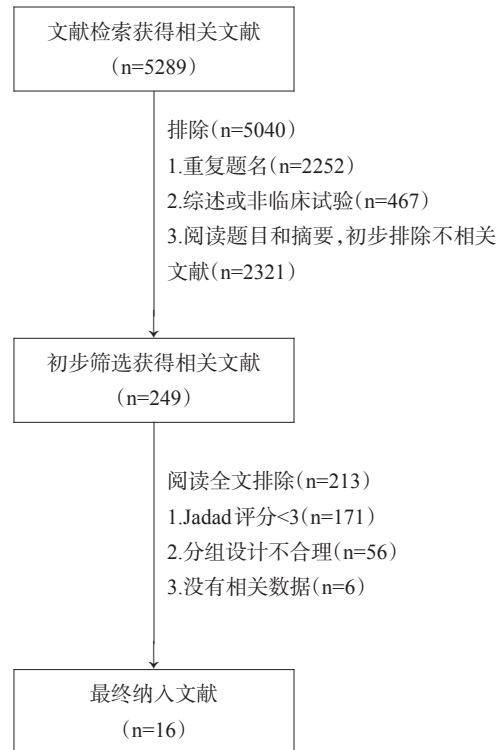 文献检索获得相关文献
(n=5289)
排除(n=5040)
1.重复题名(n=2252)
2.综述或非临床试验(n=467)
3.阅读题目和摘要,初步排除不相关
文献(n=2321)
初步筛选获得相关文献
(n=249)
阅读全文排除(n=213)
1.Jadad评分<3(n=171)
2.分组设计不合理(n=56)
3.没有相关数据(n=6)
最终纳入文献
(n=16)